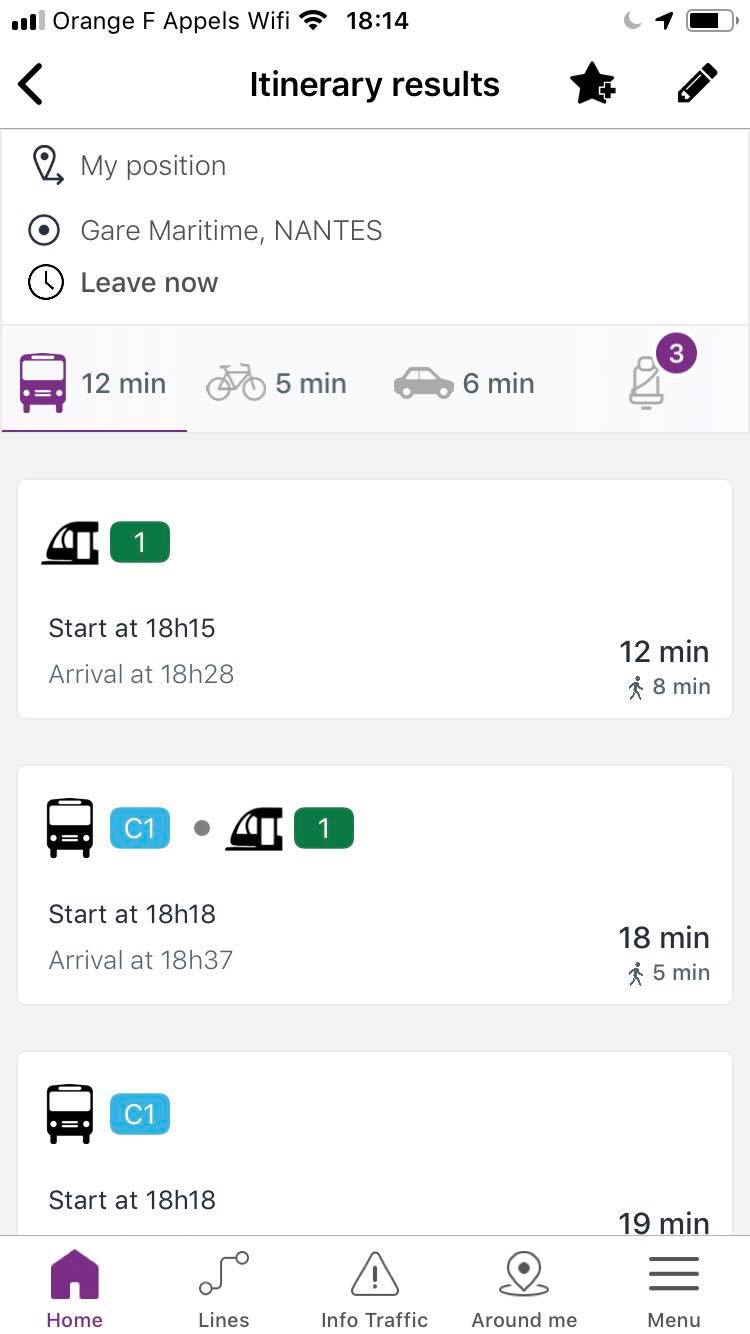 Orange F Appels Wifi 18:14
Itinerary results
My position
Gare Maritime, NANTES
Leave now
12 min 5 min 6 min 3
1
Start at 18h15
12 min
Arrival at 18h28
8 min
C1 1
Start at 18h18
18 min
Arrival at 18h37
5 min
C1
Start at 18h18
19 min
Home Lines Info Traffic Around me Menu